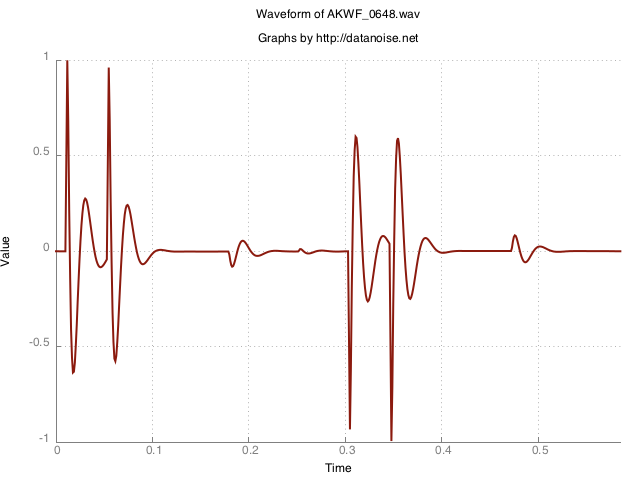 Waveform of AKWF_0648.wav
Graphs by http://datanoise.net
1
0.5
0
-0.5
-1
Value
0 0.1 0.2 0.3 0.4 0.5
Time